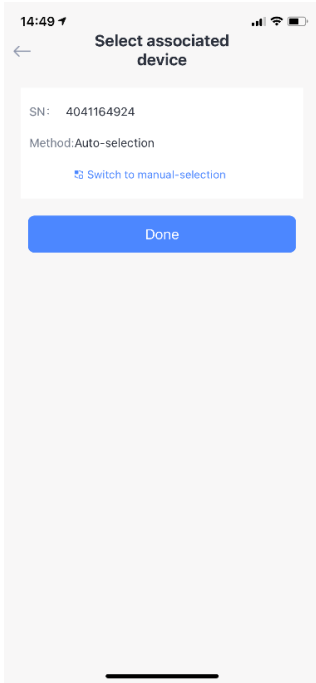 14:49
Select associated
device
SN: 4041164924
Method:Auto-selection
Switch to manual-selection
Done